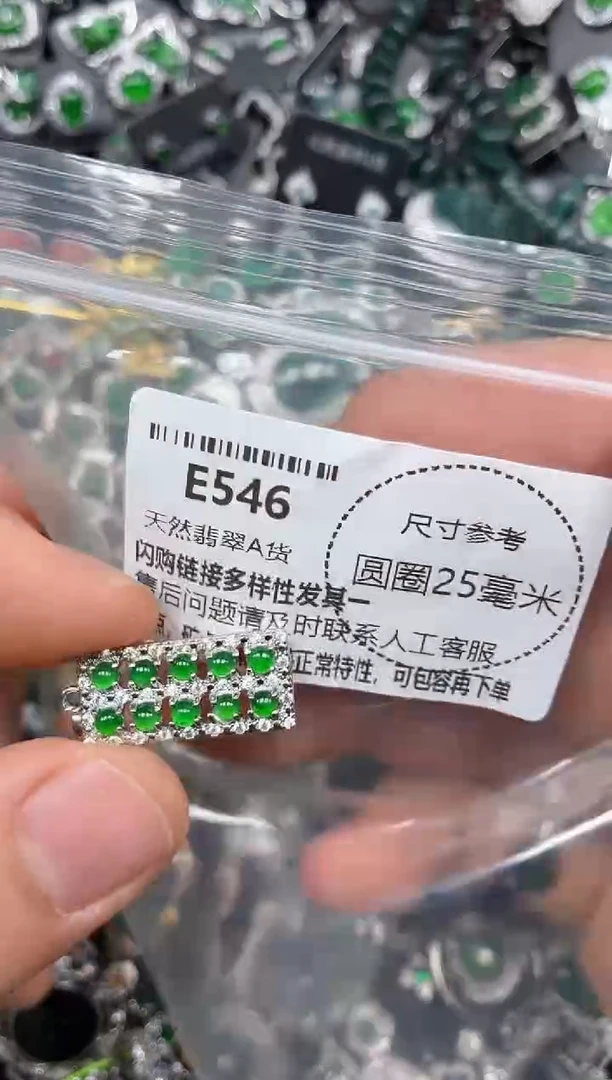 E546
天然翡翠A货
闪购链接多样性发其一
售后问题请及时联系人工客服
正常特性，可包容再下单
尺寸参考
圆圈25毫米